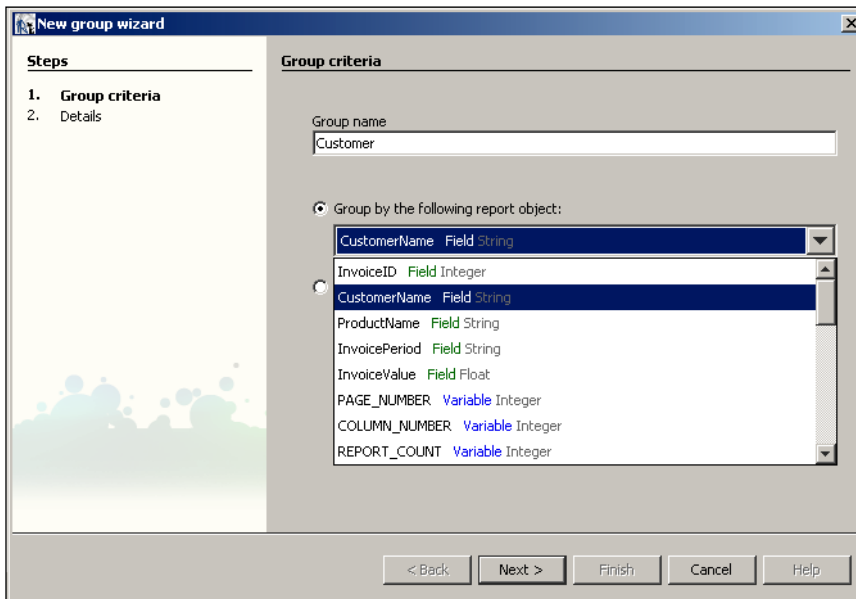 New group wizard
Steps
1. Group criteria
2. Details
Group criteria
Group name
Customer
Group by the following report object:
CustomerName Field String
InvoiceID Field Integer
CustomerName Field String
ProductName Field String
InvoicePeriod Field String
InvoiceValue Field Float
PAGE_NUMBER Variable Integer
COLUMN_NUMBER Variable Integer
REPORT_COUNT Variable Integer
< Back Next > Finish Cancel Help